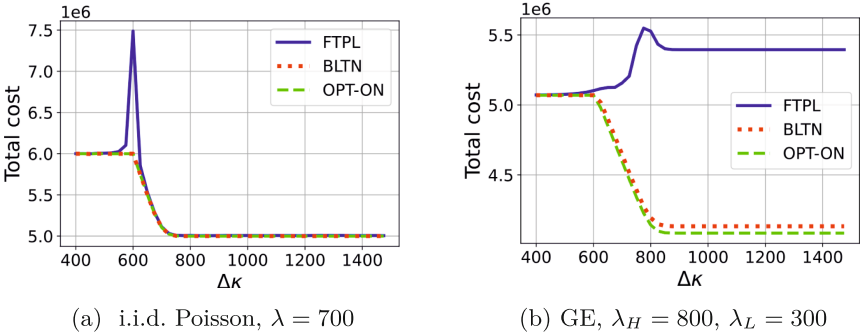 1e6
7.5
7.0
6.5
6.0
5.5
5.0
Total cost
400 600 800 1000 1200 1400
Δκ
FTPL
BLTN
OPT-ON
(a) i.i.d. Poisson, λ = 700
1e6
5.5
5.0
4.5
Total cost
400 600 800 1000 1200 1400
Δκ
FTPL
BLTN
OPT-ON
(b) GE, λ_H = 800, λ_L = 300